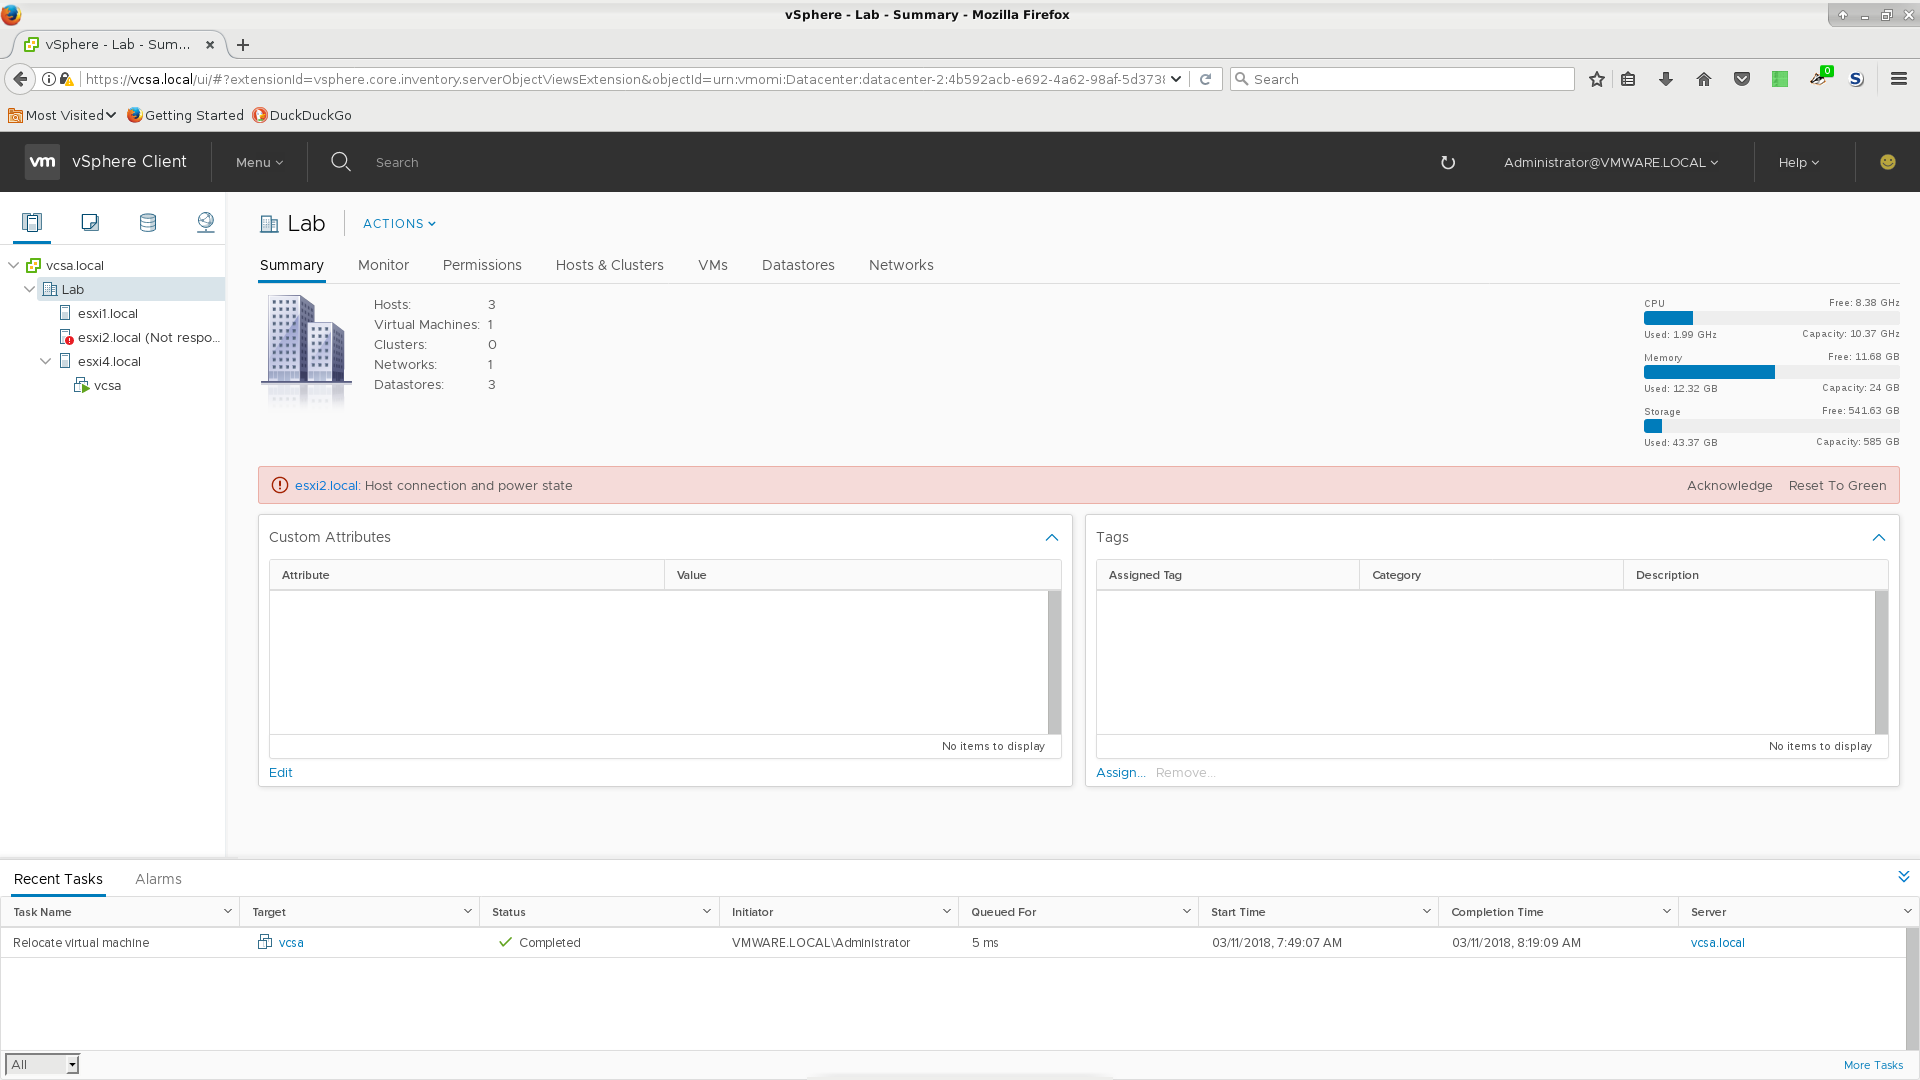 vSphere - Lab - Summary - Mozilla Firefox
vSphere - Lab - Sum...
https://vcsa.local/ui/#?extensionId=vsphere.core.inventory.serverObjectViewsExtension&objectId=urn:vmomi:Datacenter:datacenter-2:4b592acb-e692-4a62-98af-5d373
Search
0
S
Most Visited
Getting Started
DuckDuckGo
vm
vSphere Client
Menu
Search
Administrator@VMWARE.LOCAL
Help
vcsa.local
Lab
esxi1.local
esxi2.local (Not respo...
esxi4.local
vcsa
Lab
ACTIONS
Summary Monitor Permissions Hosts & Clusters VMs Datastores Networks
Hosts: 3
Virtual Machines: 1
Clusters: 0
Networks: 1
Datastores: 3
CPU Free: 8.38 GHz
Used: 1.99 GHz Capacity: 10.37 GHz
Memory Free: 11.68 GB
Used: 12.32 GB Capacity: 24 GB
Storage Free: 541.63 GB
Used: 43.37 GB Capacity: 585 GB
esxi2.local: Host connection and power state
Acknowledge Reset To Green
Custom Attributes
Attribute Value
No items to display
Edit
Tags
Assigned Tag Category Description
No items to display
Assign... Remove...
Recent Tasks Alarms
Task Name Target Status Initiator Queued For Start Time Completion Time Server
Relocate virtual machine vcsa Completed VMWARE.LOCAL\Administrator 5 ms 03/11/2018, 7:49:07 AM 03/11/2018, 8:19:09 AM vcsa.local
All
More Tasks